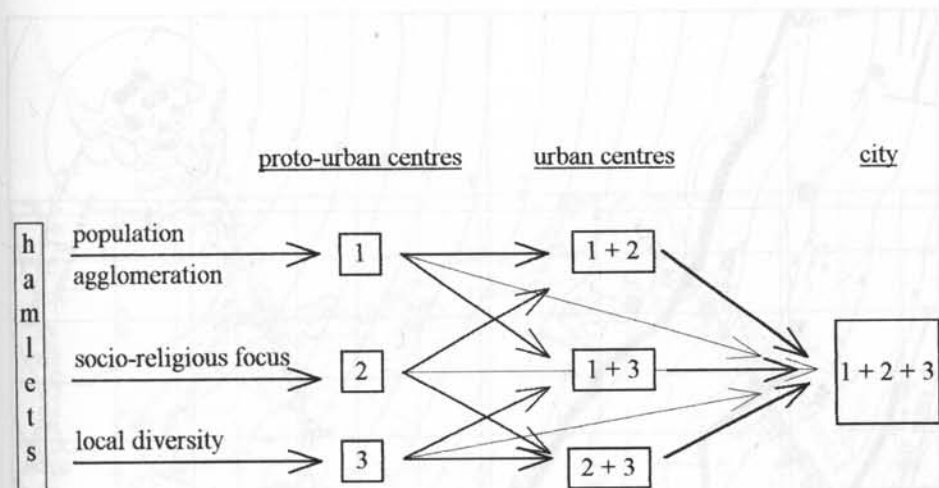 proto-urban centres urban centres city
hamlets
population
agglomeration
1
1 + 2
socio-religious focus
2
1 + 3
1 + 2 + 3
local diversity
3
2 + 3